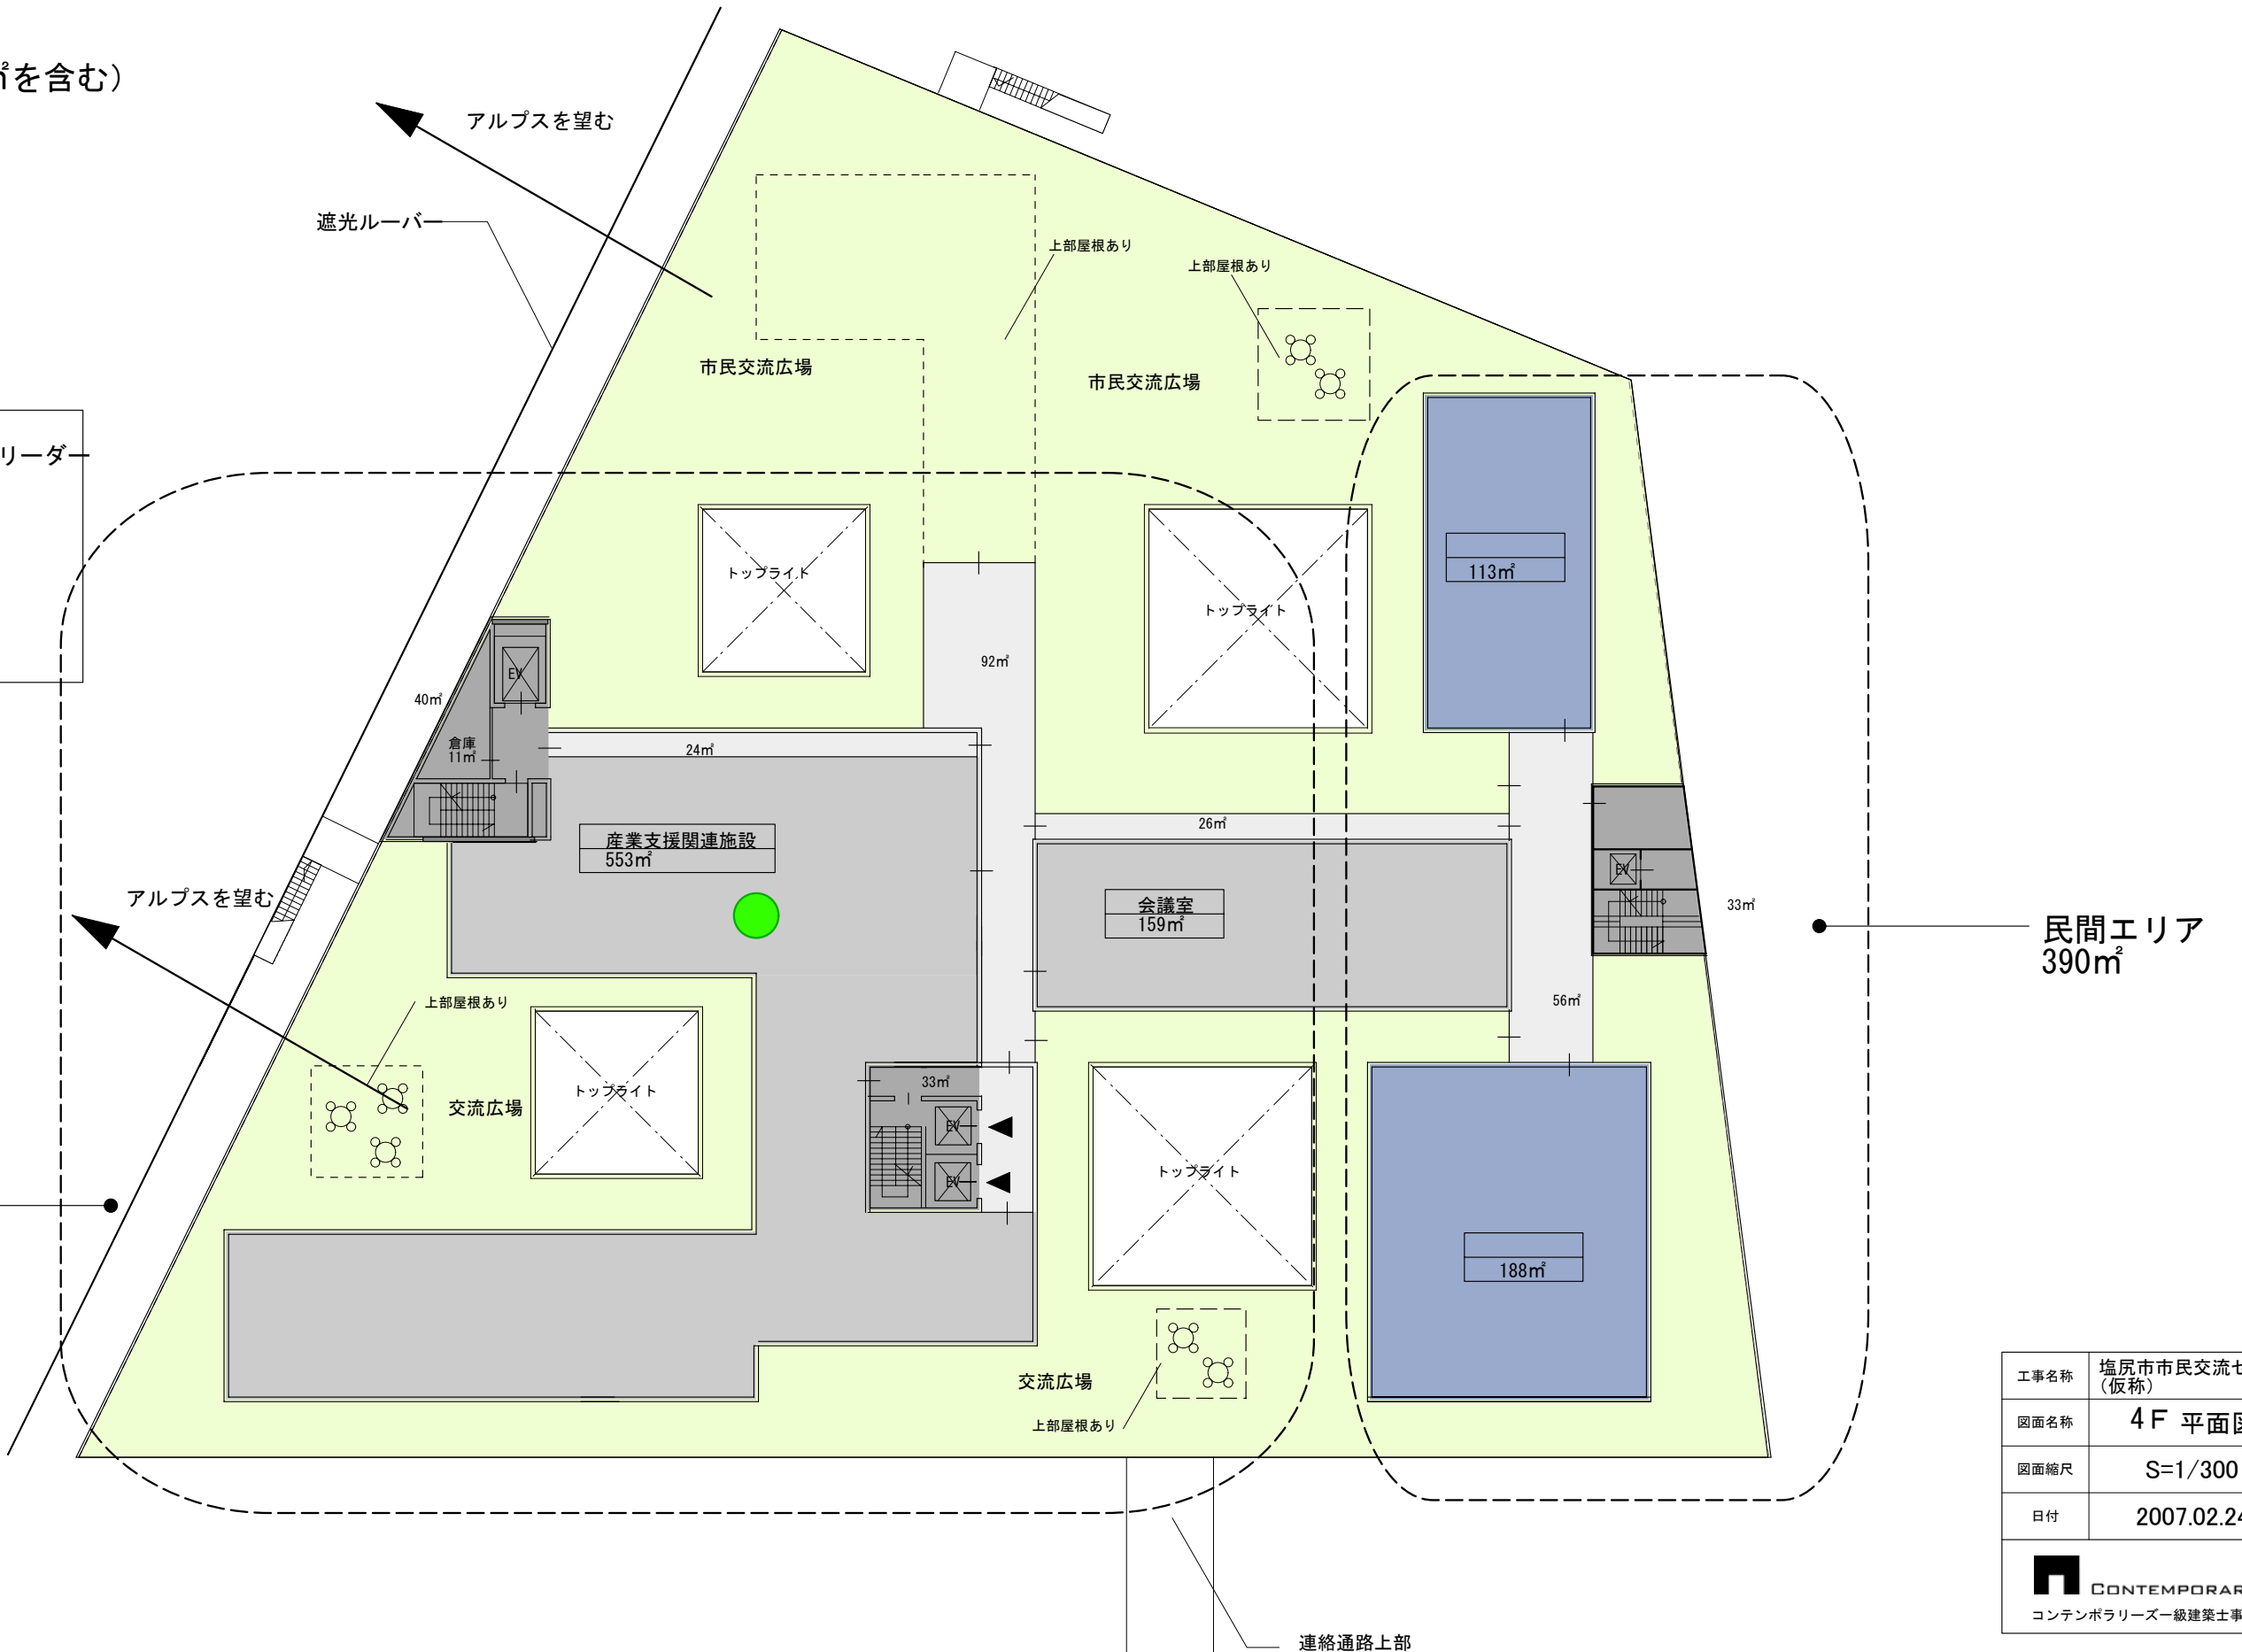 ㎡を含む）
アルプスを望む
遮光ルーバー
上部屋根あり
上部屋根あり
市民交流広場
市民交流広場
リーダー
トップライト
トップライト
113㎡
92㎡
EV
40㎡
倉庫
11㎡
24㎡
26㎡
産業支援関連施設
553㎡
会議室
159㎡
EV
33㎡
民間エリア
390㎡
アルプスを望む
上部屋根あり
56㎡
33㎡
トップライト
交流広場
EV
EV
トップライト
188㎡
交流広場
上部屋根あり
連絡通路上部
工事名称
塩尻市市民交流セ
（仮称）
図面名称
4F 平面図
図面縮尺
S=1/300
日付
2007.02.24
CONTEMPORAR
コンテンポラリーズ一級建築士事